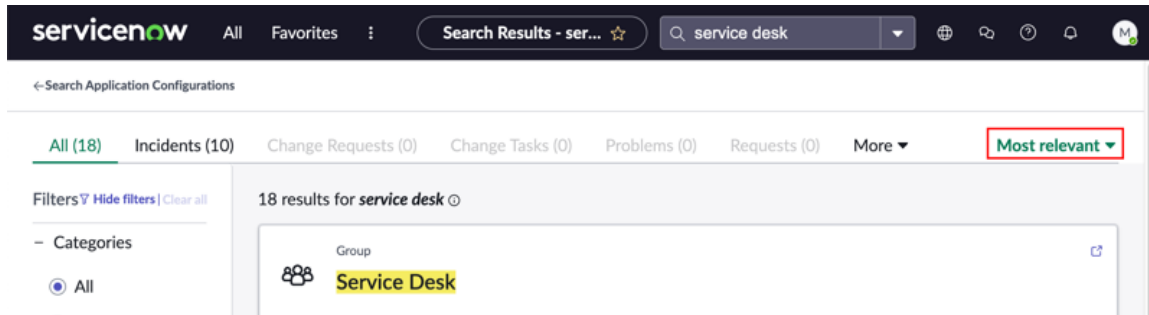 servicenow All Favorites Search Results - ser... service desk M
←Search Application Configurations
All (18) Incidents (10) Change Requests (0) Change Tasks (0) Problems (0) Requests (0) More Most relevant
Filters Hide filters | Clear all
18 results for service desk
− Categories
All
Group
Service Desk